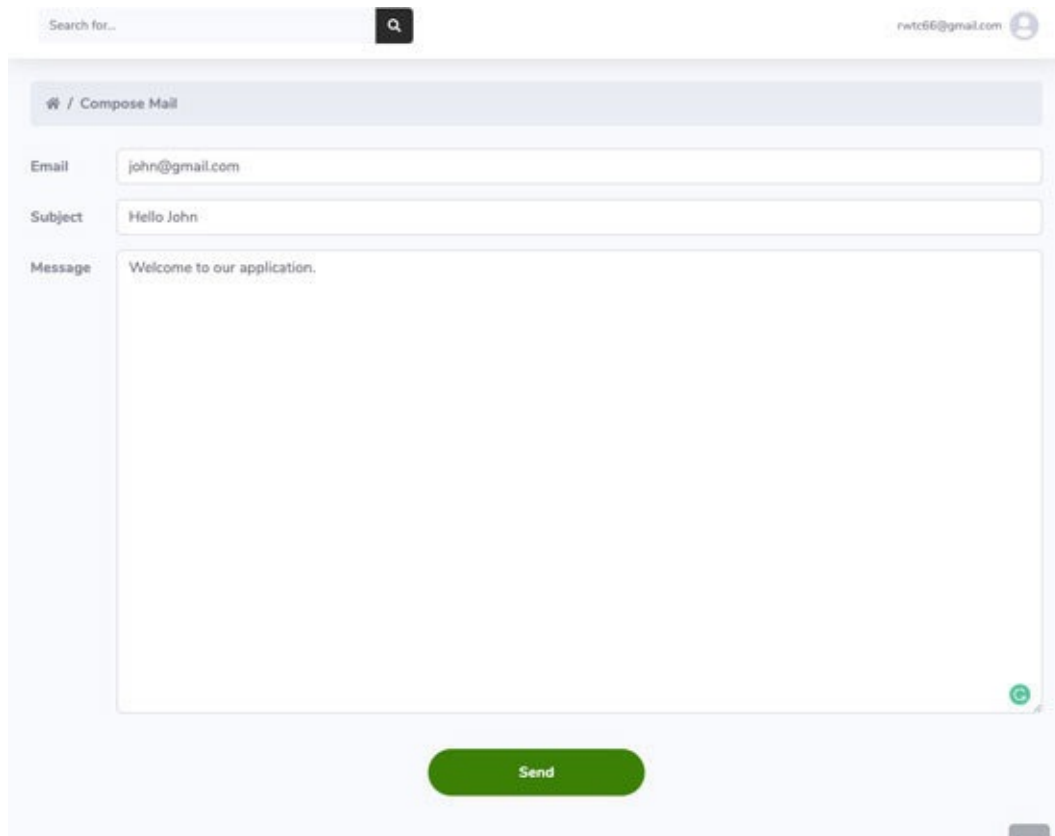 Search for...
rwtc66@gmail.com
/ Compose Mail
Email
john@gmail.com
Subject
Hello John
Message
Welcome to our application.
Send